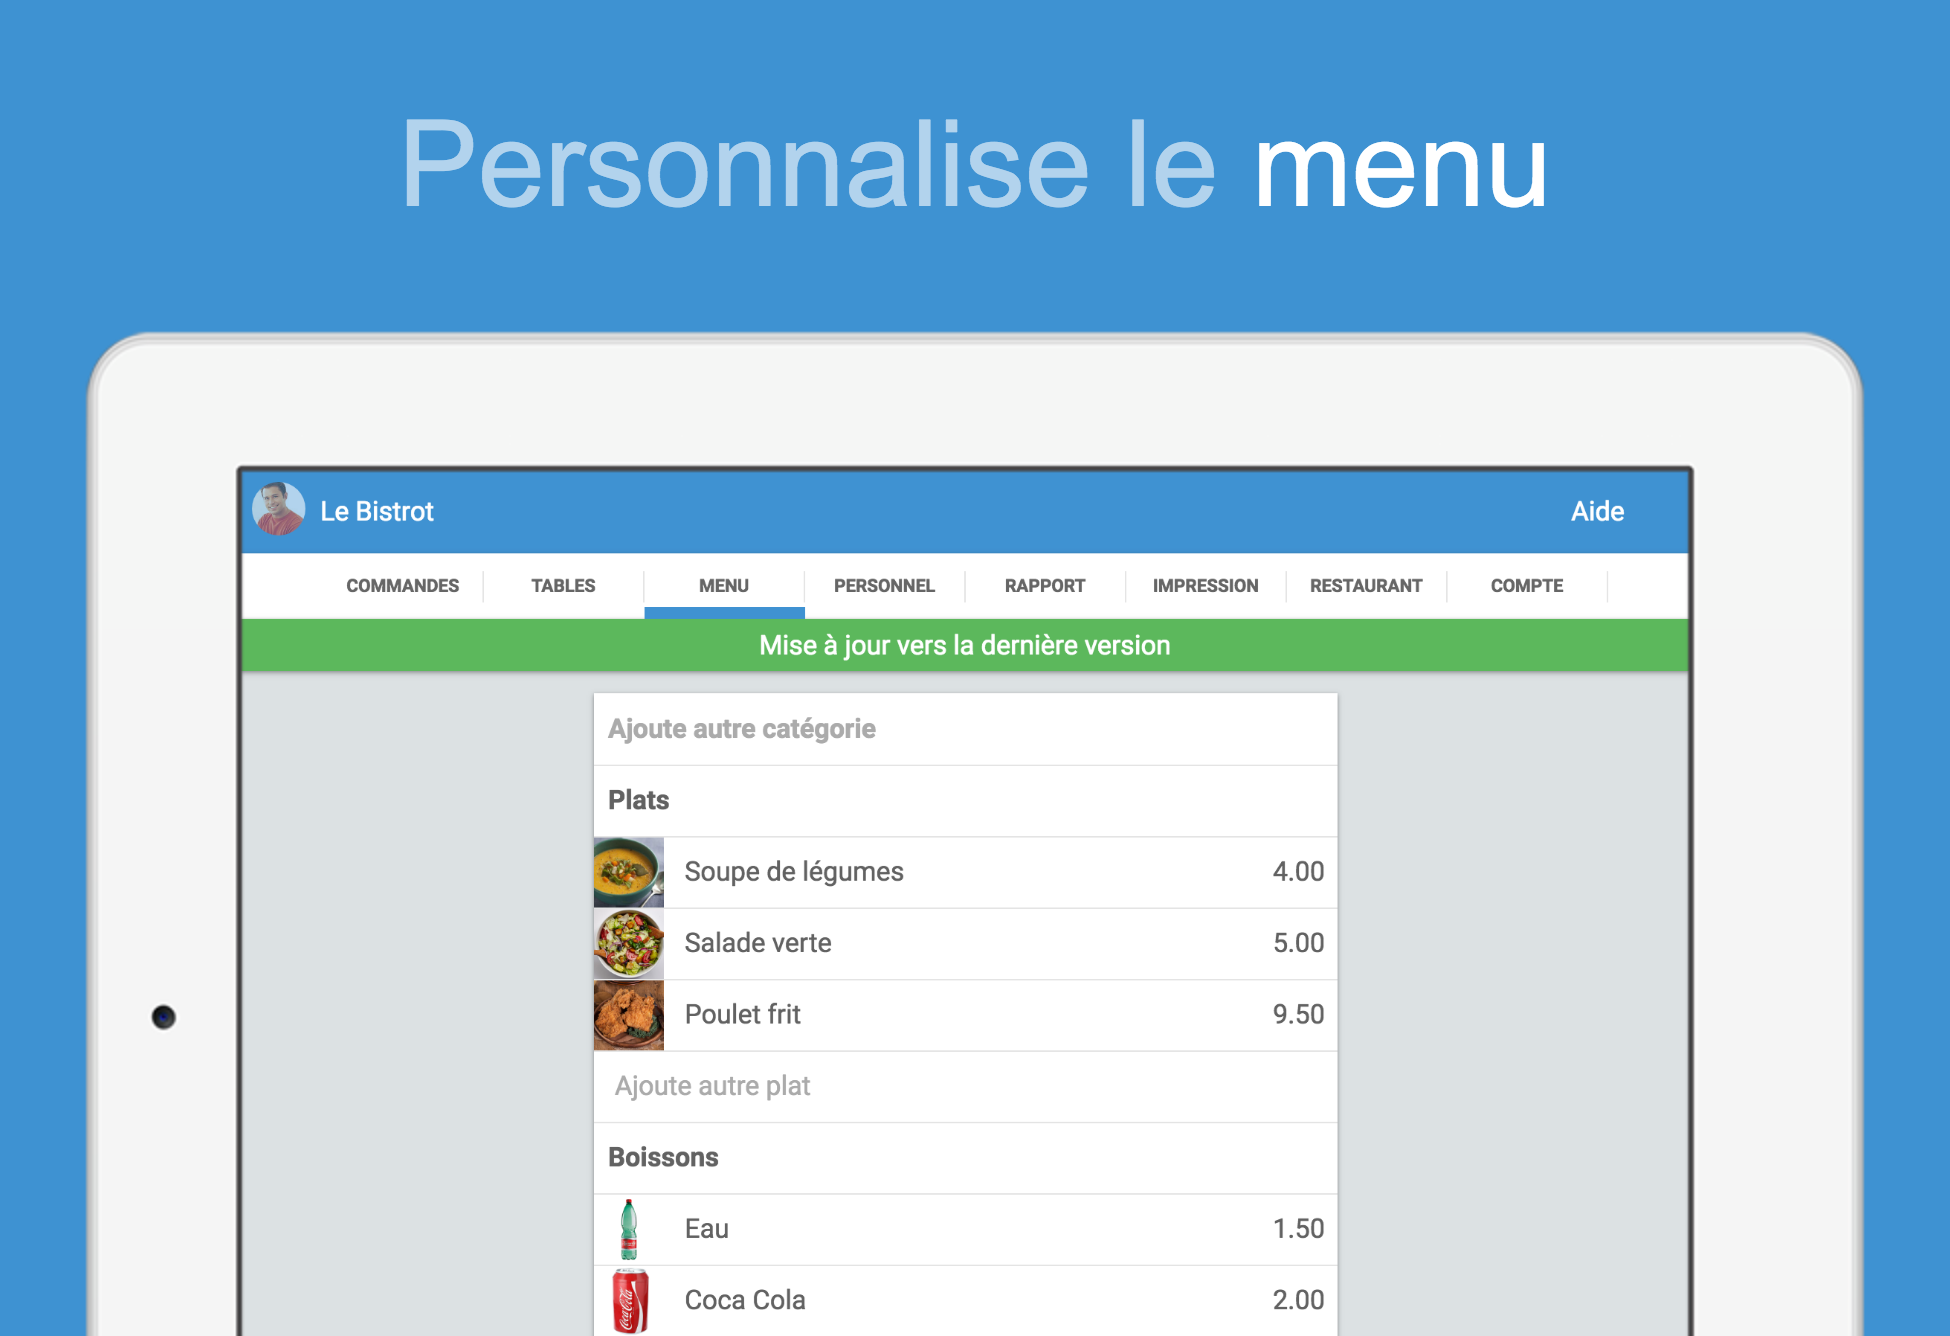 Personnalise le menu
Le Bistrot Aide
COMMANDES TABLES MENU PERSONNEL RAPPORT IMPRESSION RESTAURANT COMPTE
Mise à jour vers la dernière version
Ajoute autre catégorie
Plats
Soupe de légumes 4.00
Salade verte 5.00
Poulet frit 9.50
Ajoute autre plat
Boissons
Eau 1.50
Coca Cola 2.00
Coca-Cola